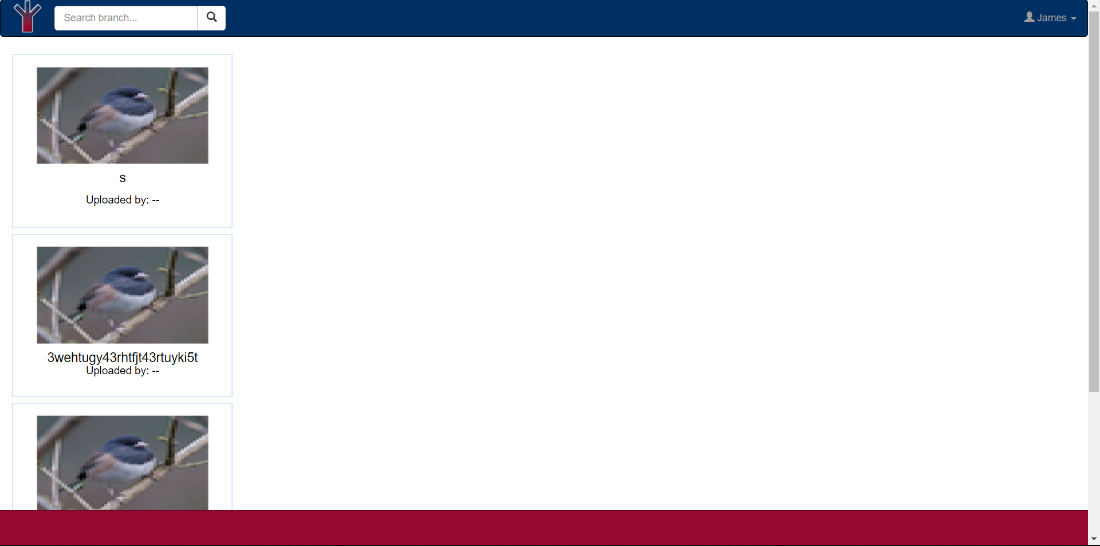 Search branch...
James
s
Uploaded by: --
3wehtugy43rhtfjt43rtuyki5t
Uploaded by: --